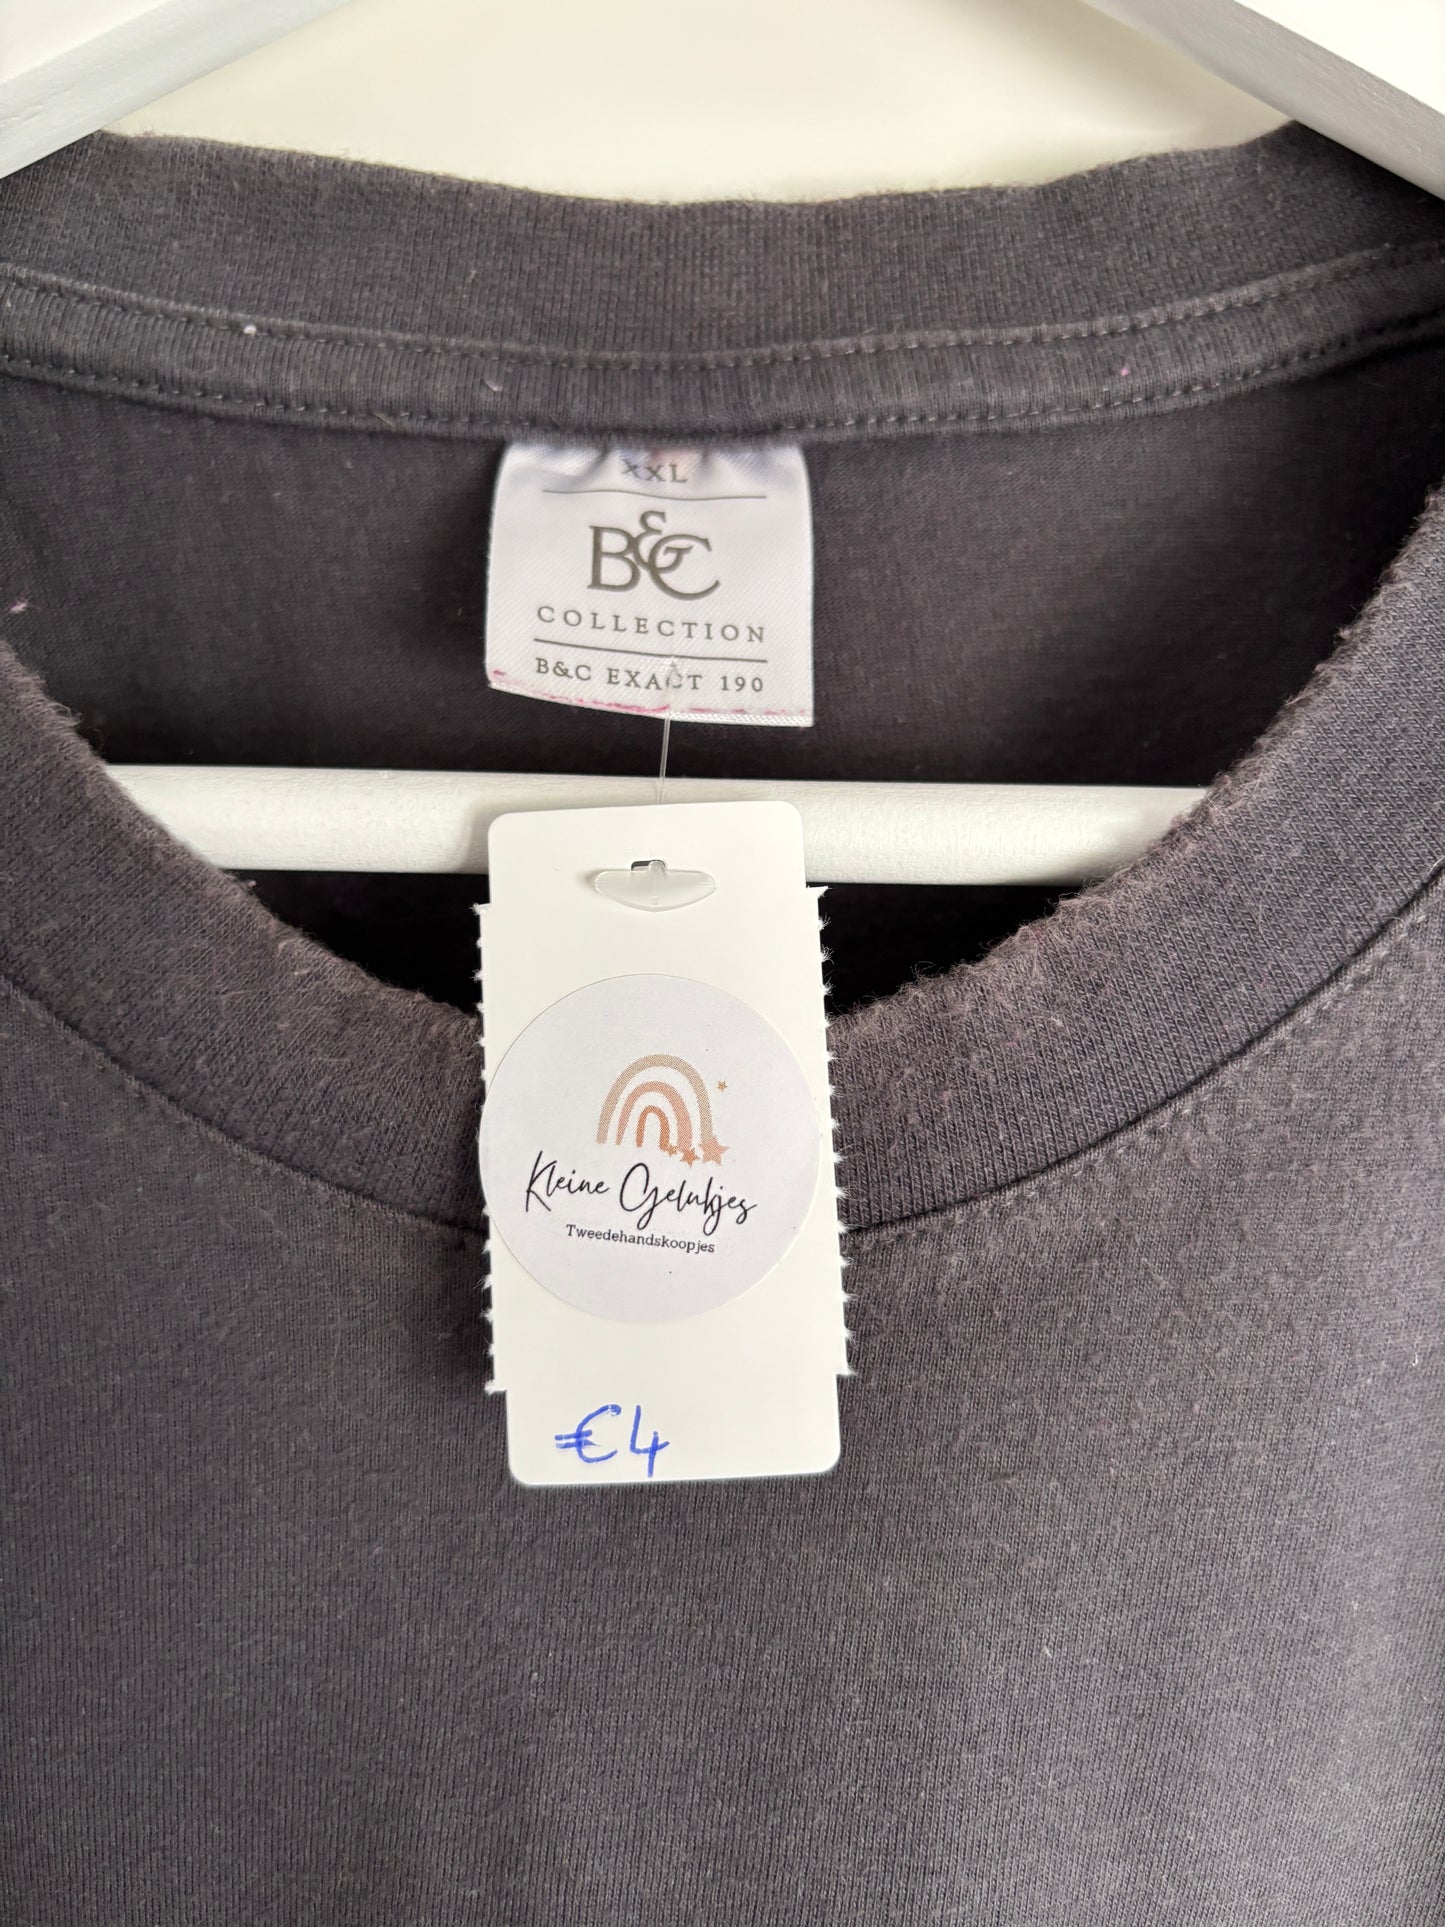 XXL
B&C
COLLECTION
B&C EXACT 190
Kleine Gelukjes
Tweedehandskoopjes
€4